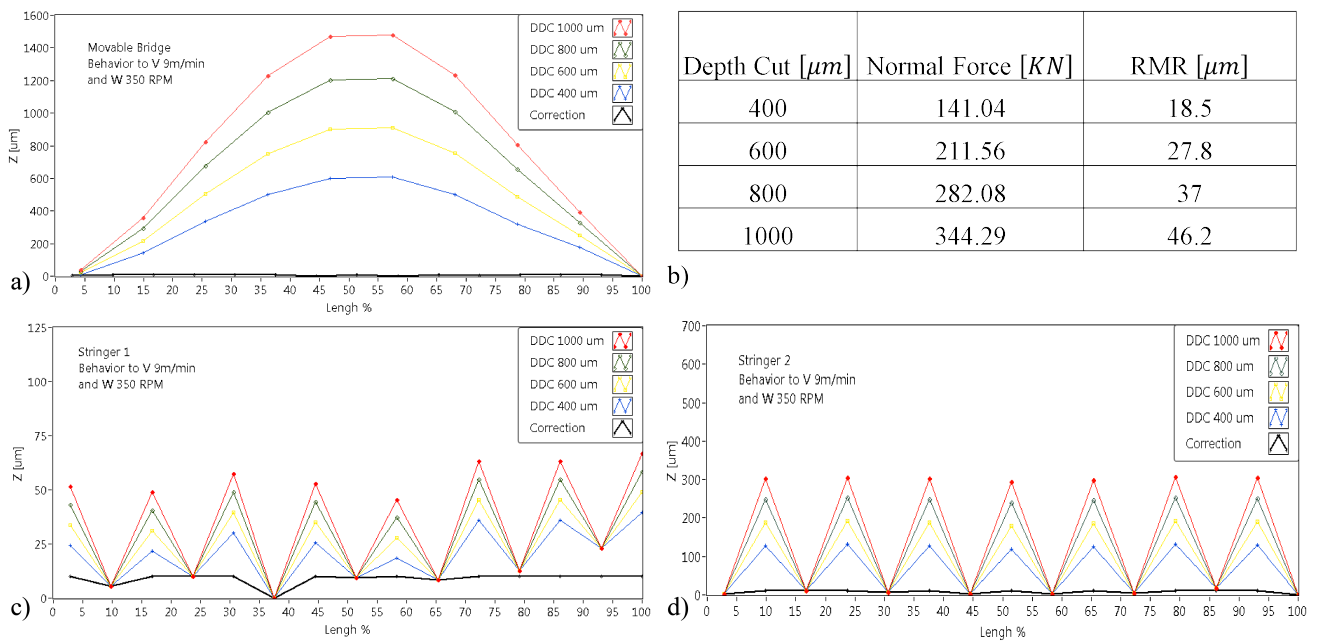 Movable Bridge
Behavior to V 9m/min
and W 350 RPM
DDC 1000 um
DDC 800 um
DDC 600 um
DDC 400 um
Correction
Z [um]
1600
1400
1200
1000
800
600
400
200
0
0 5 10 15 20 25 30 35 40 45 50 55 60 65 70 75 80 85 90 95 100
Lengh %
a)
Depth Cut [μm] Normal Force [KN] RMR [μm]
400 141.04 18.5
600 211.56 27.8
800 282.08 37
1000 344.29 46.2
b)
Stringer 1
Behavior to V 9m/min
and W 350 RPM
DDC 1000 um
DDC 800 um
DDC 600 um
DDC 400 um
Correction
Z [um]
125
100
75
50
25
0
0 5 10 15 20 25 30 35 40 45 50 55 60 65 70 75 80 85 90 95 100
Lengh %
c)
Stringer 2
Behavior to V 9m/min
and W 350 RPM
DDC 1000 um
DDC 800 um
DDC 600 um
DDC 400 um
Correction
Z [um]
700
600
500
400
300
200
100
0
0 5 10 15 20 25 30 35 40 45 50 55 60 65 70 75 80 85 90 95 100
Lengh %
d)